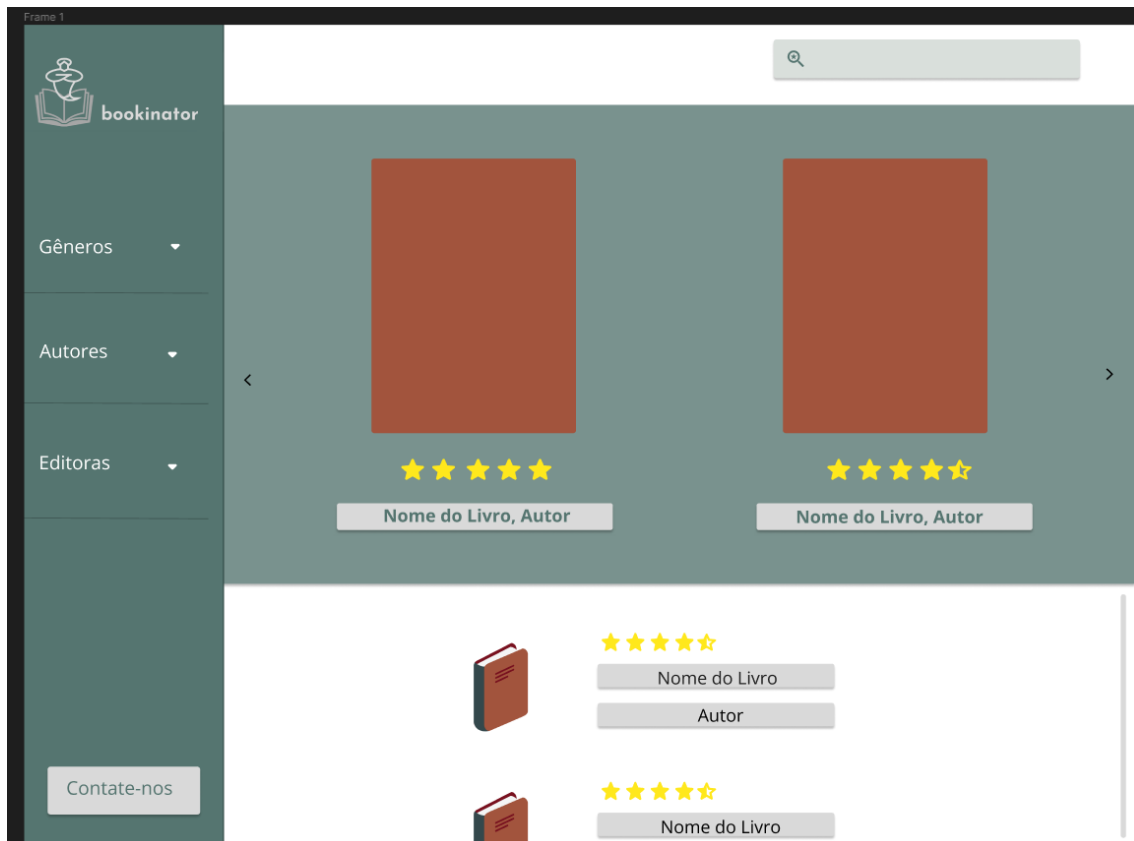 Frame 1
bookinator
Gêneros
Autores
Editoras
Contate-nos
Nome do Livro, Autor
Nome do Livro, Autor
Nome do Livro
Autor
Nome do Livro